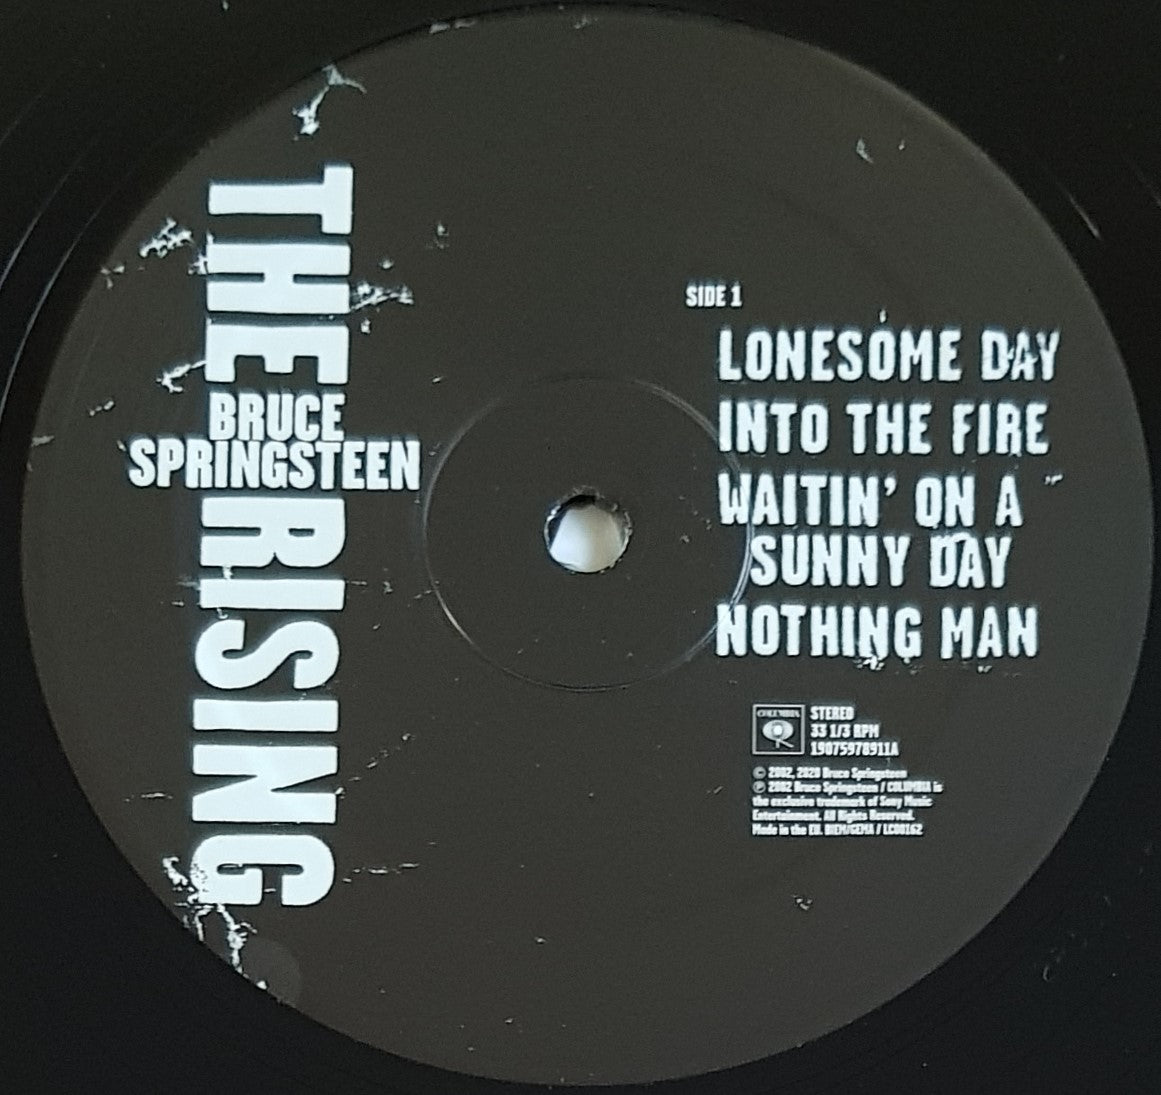 THE RISING
BRUCE
SPRINGSTEEN
SIDE 1
LONESOME DAY
INTO THE FIRE
WAITIN' ON A
SUNNY DAY
NOTHING MAN
COLUMBIA
STEREO
33 1/3 RPM
19075978911A
© 2002, 2020 Bruce Springsteen
℗ 2002 Bruce Springsteen / COLUMBIA is
the exclusive trademark of Sony Music
Entertainment. All Rights Reserved.
Made in the EU. BIEM/GEMA / LC00162